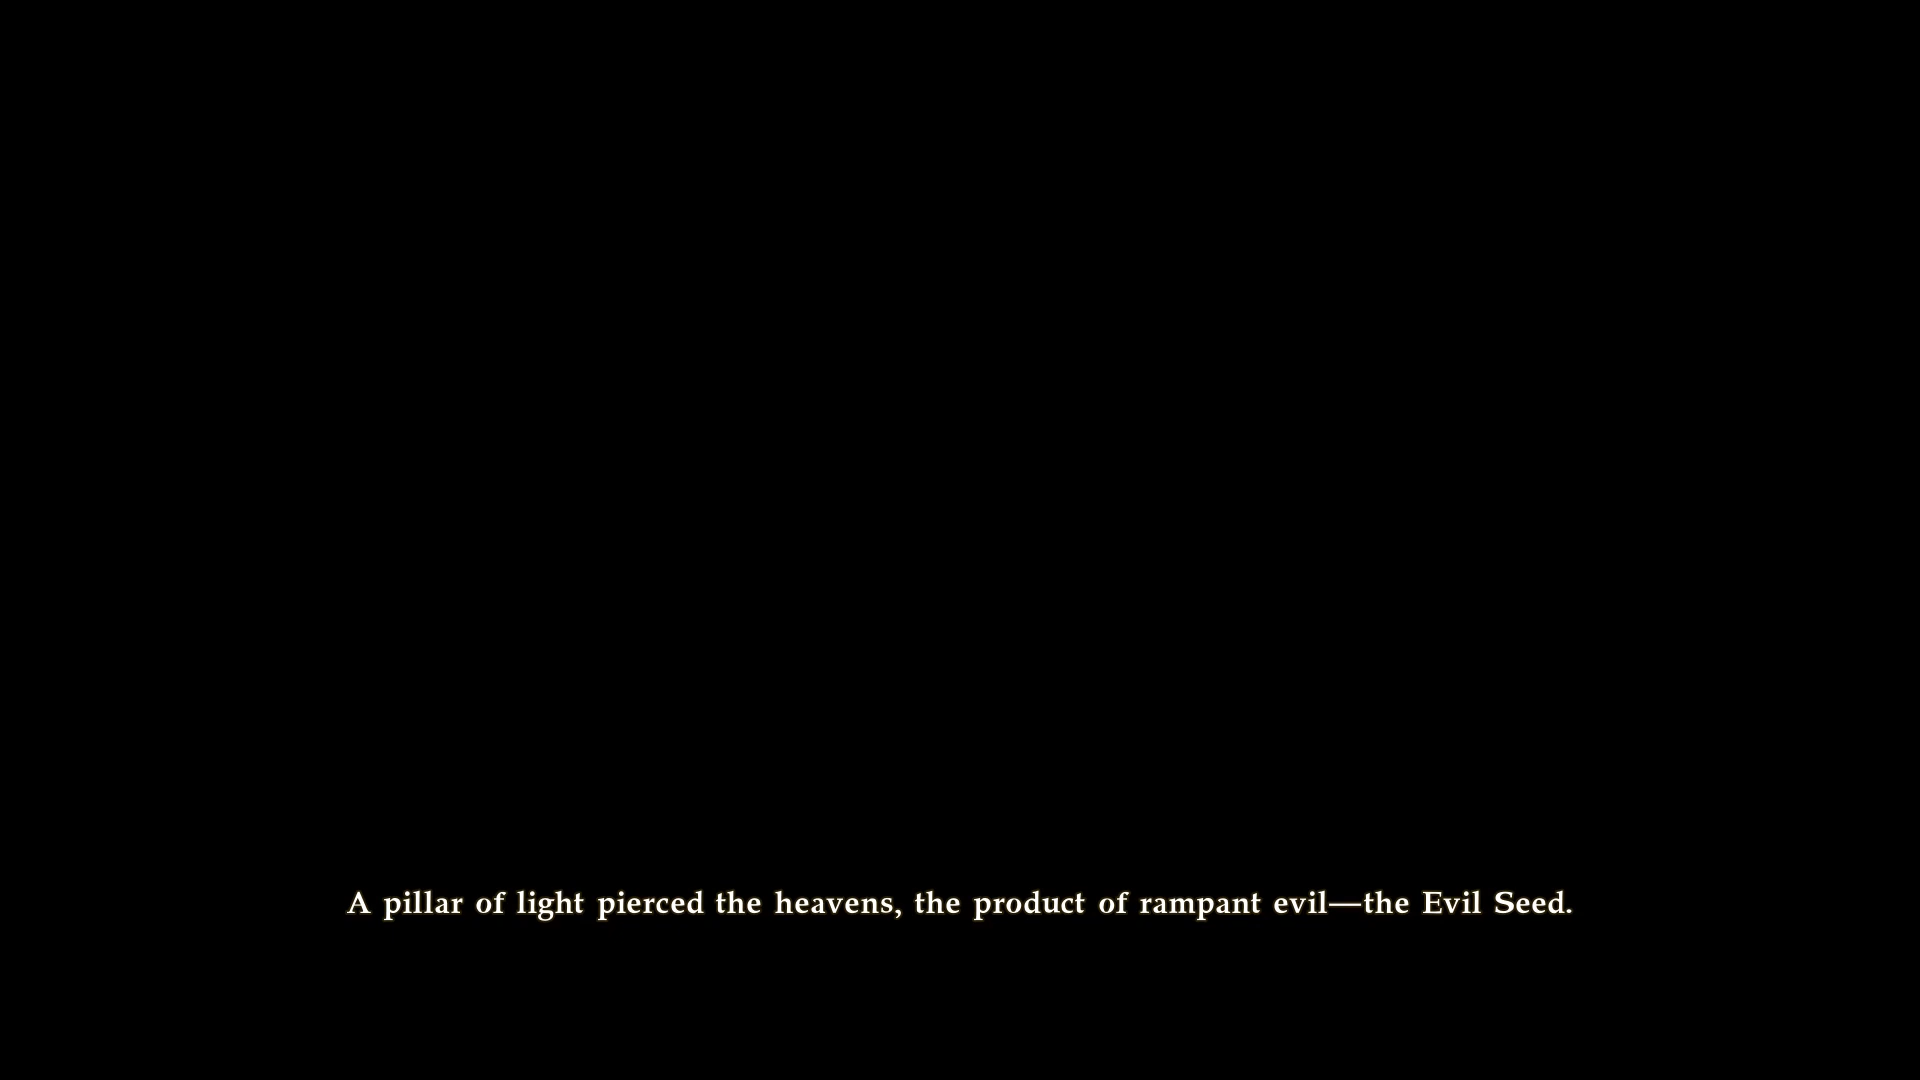 A pillar of light pierced the heavens, the product of rampant evil—the Evil Seed.